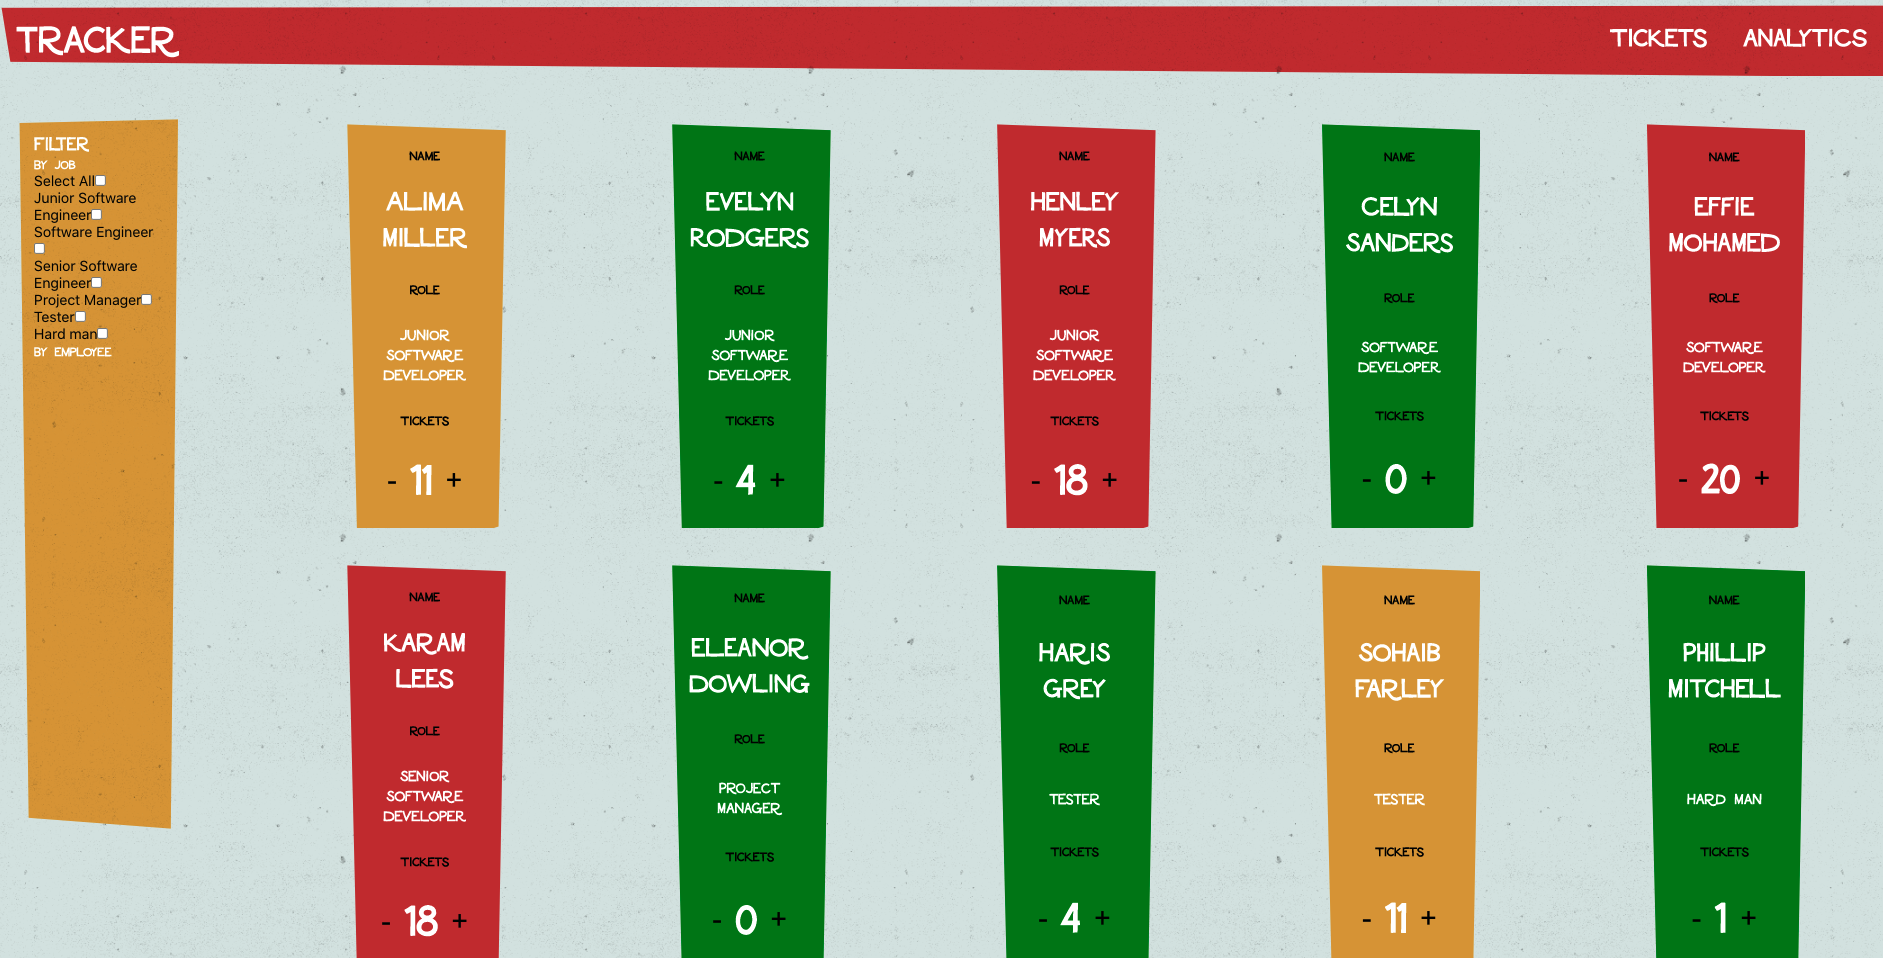 TRACKER
TICKETS ANALYTICS
FILTER
BY JOB
Select All
Junior Software
Engineer
Software Engineer
Senior Software
Engineer
Project Manager
Tester
Hard man
BY EMPLOYEE
NAME
ALIMA
MILLER
ROLE
JUNIOR
SOFTWARE
DEVELOPER
TICKETS
- 11 +
NAME
EVELYN
RODGERS
ROLE
JUNIOR
SOFTWARE
DEVELOPER
TICKETS
- 4 +
NAME
HENLEY
MYERS
ROLE
JUNIOR
SOFTWARE
DEVELOPER
TICKETS
- 18 +
NAME
CELYN
SANDERS
ROLE
SOFTWARE
DEVELOPER
TICKETS
- 0 +
NAME
EFFIE
MOHAMED
ROLE
SOFTWARE
DEVELOPER
TICKETS
- 20 +
NAME
KARAM
LEES
ROLE
SENIOR
SOFTWARE
DEVELOPER
TICKETS
- 18 +
NAME
ELEANOR
DOWLING
ROLE
PROJECT
MANAGER
TICKETS
- 0 +
NAME
HARIS
GREY
ROLE
TESTER
TICKETS
- 4 +
NAME
SOHAIB
FARLEY
ROLE
TESTER
TICKETS
- 11 +
NAME
PHILLIP
MITCHELL
ROLE
HARD MAN
TICKETS
- 1 +